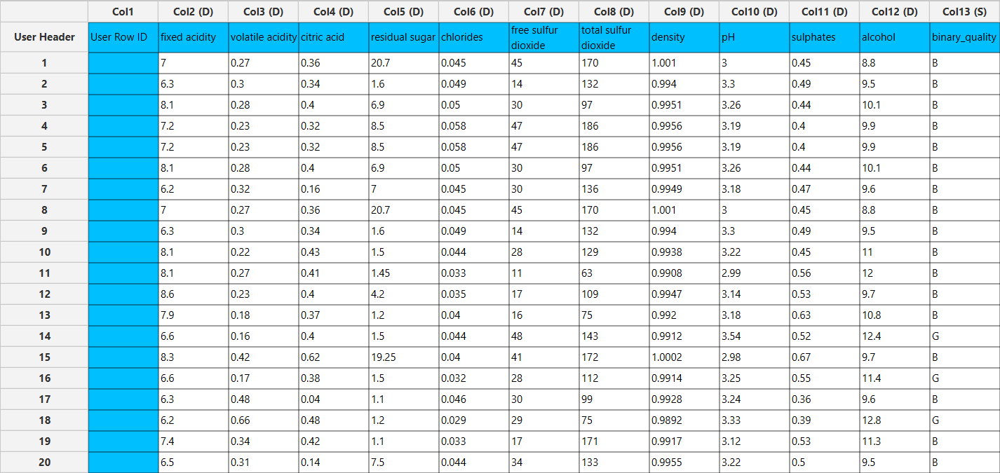 Col1 Col2 (D) Col3 (D) Col4 (D) Col5 (D) Col6 (D) Col7 (D) Col8 (D) Col9 (D) Col10 (D) Col11 (D) Col12 (D) Col13 (S)
User Header User Row ID fixed acidity volatile acidity citric acid residual sugar chlorides free sulfur dioxide total sulfur dioxide density pH sulphates alcohol binary_quality
1 7 0.27 0.36 20.7 0.045 45 170 1.001 3 0.45 8.8 B
2 6.3 0.3 0.34 1.6 0.049 14 132 0.994 3.3 0.49 9.5 B
3 8.1 0.28 0.4 6.9 0.05 30 97 0.9951 3.26 0.44 10.1 B
4 7.2 0.23 0.32 8.5 0.058 47 186 0.9956 3.19 0.4 9.9 B
5 7.2 0.23 0.32 8.5 0.058 47 186 0.9956 3.19 0.4 9.9 B
6 8.1 0.28 0.4 6.9 0.05 30 97 0.9951 3.26 0.44 10.1 B
7 6.2 0.32 0.16 7 0.045 30 136 0.9949 3.18 0.47 9.6 B
8 7 0.27 0.36 20.7 0.045 45 170 1.001 3 0.45 8.8 B
9 6.3 0.3 0.34 1.6 0.049 14 132 0.994 3.3 0.49 9.5 B
10 8.1 0.22 0.43 1.5 0.044 28 129 0.9938 3.22 0.45 11 B
11 8.1 0.27 0.41 1.45 0.033 11 63 0.9908 2.99 0.56 12 B
12 8.6 0.23 0.4 4.2 0.035 17 109 0.9947 3.14 0.53 9.7 B
13 7.9 0.18 0.37 1.2 0.04 16 75 0.992 3.18 0.63 10.8 B
14 6.6 0.16 0.4 1.5 0.044 48 143 0.9912 3.54 0.52 12.4 G
15 8.3 0.42 0.62 19.25 0.04 41 172 1.0002 2.98 0.67 9.7 B
16 6.6 0.17 0.38 1.5 0.032 28 112 0.9914 3.25 0.55 11.4 G
17 6.3 0.48 0.04 1.1 0.046 30 99 0.9928 3.24 0.36 9.6 B
18 6.2 0.66 0.48 1.2 0.029 29 75 0.9892 3.33 0.39 12.8 G
19 7.4 0.34 0.42 1.1 0.033 17 171 0.9917 3.12 0.53 11.3 B
20 6.5 0.31 0.14 7.5 0.044 34 133 0.9955 3.22 0.5 9.5 B